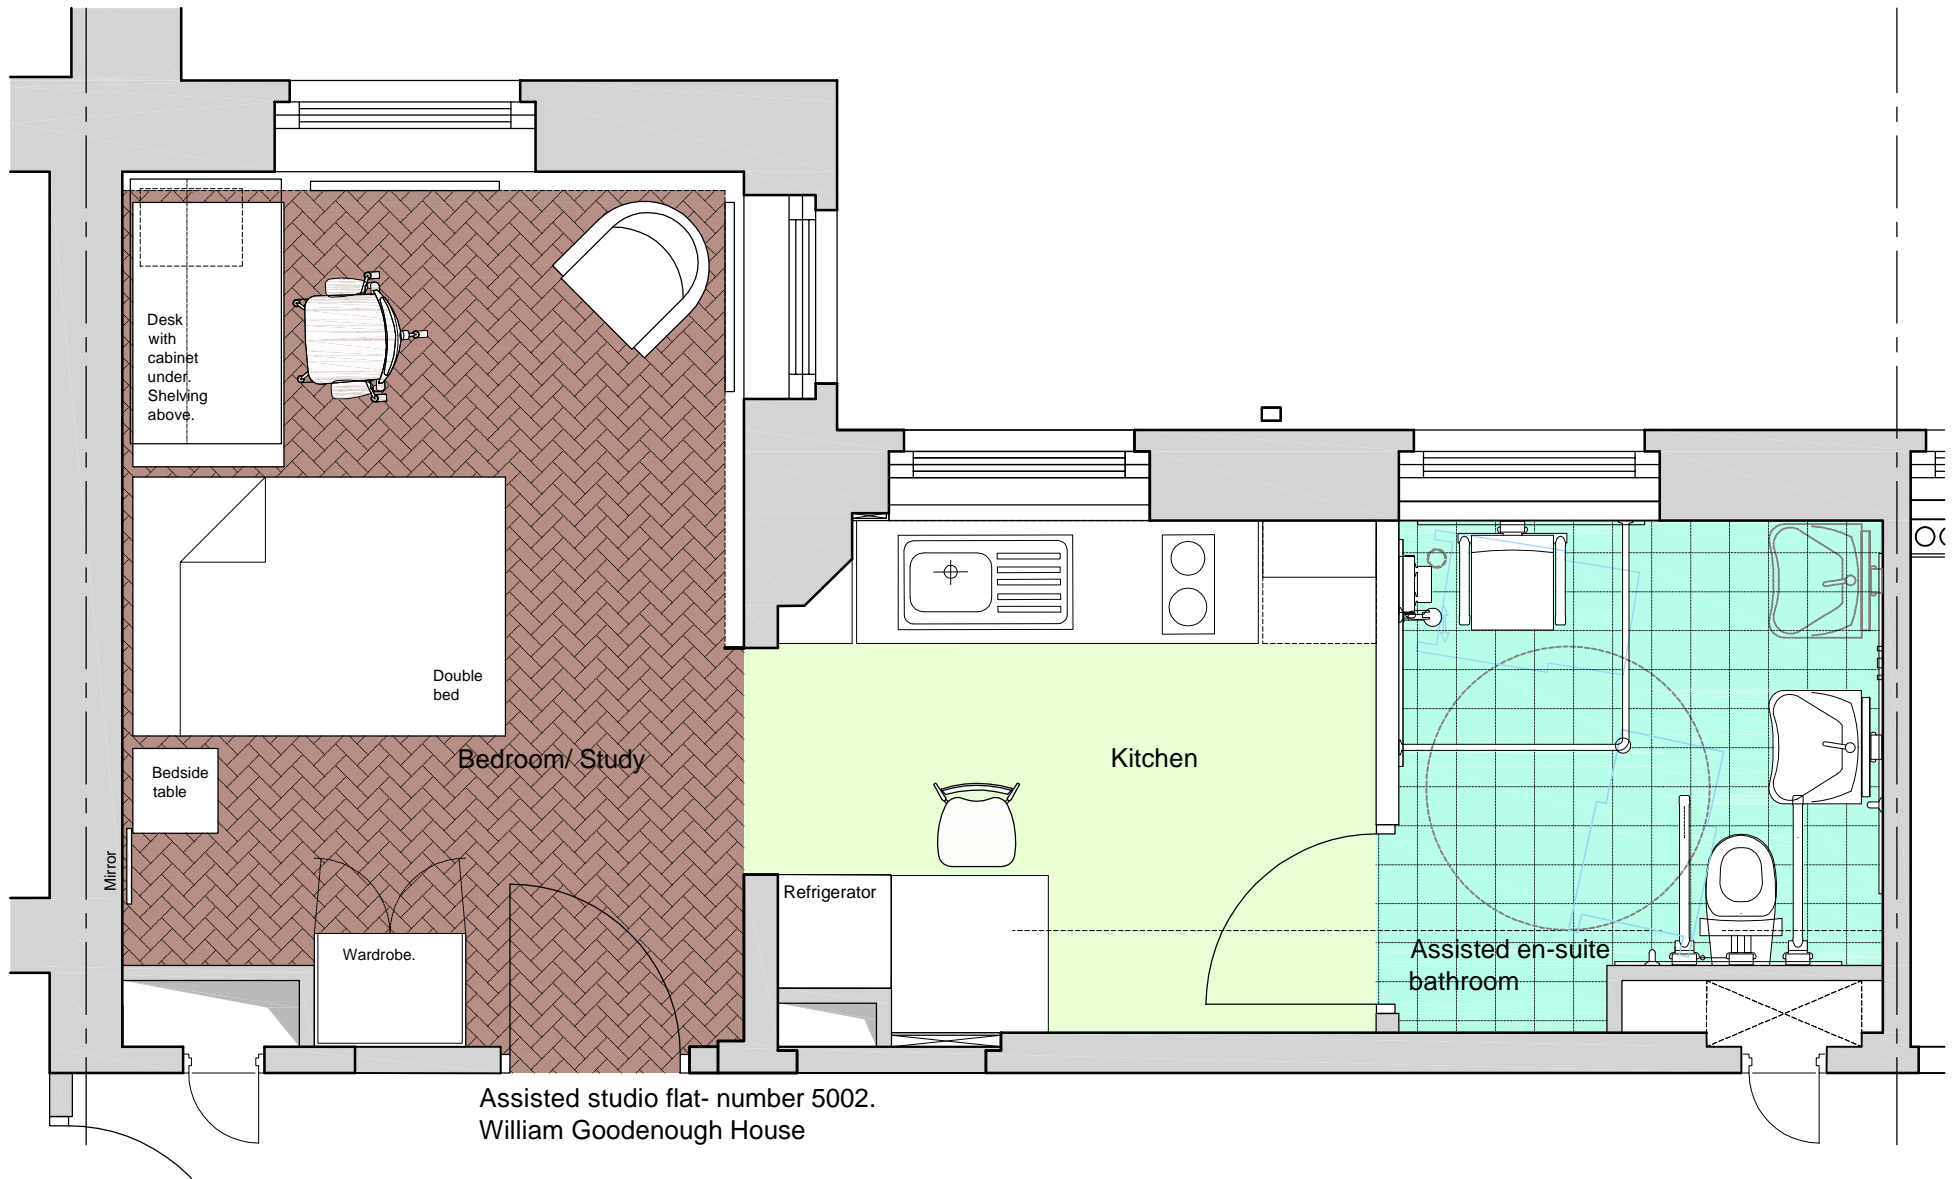 Desk
with
cabinet
under.
Shelving
above.
Double
bed
Bedroom/ Study
Kitchen
Bedside
table
Mirror
Refrigerator
Wardrobe.
Assisted en-suite
bathroom
Assisted studio flat- number 5002.
William Goodenough House